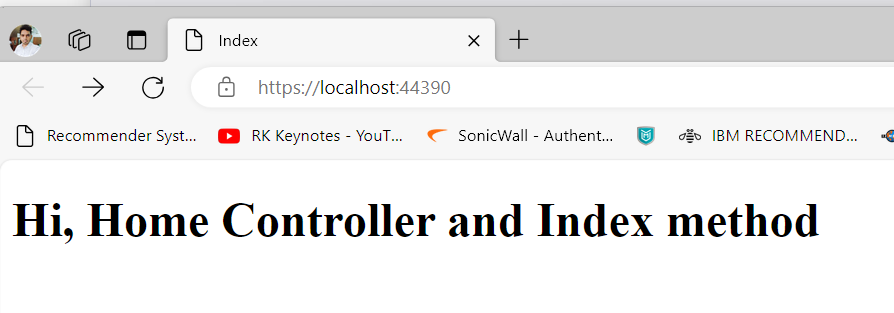 Index
https://localhost:44390
Recommender Syst... RK Keynotes - YouT... SonicWall - Authent... IBM RECOMMEND...
Hi, Home Controller and Index method